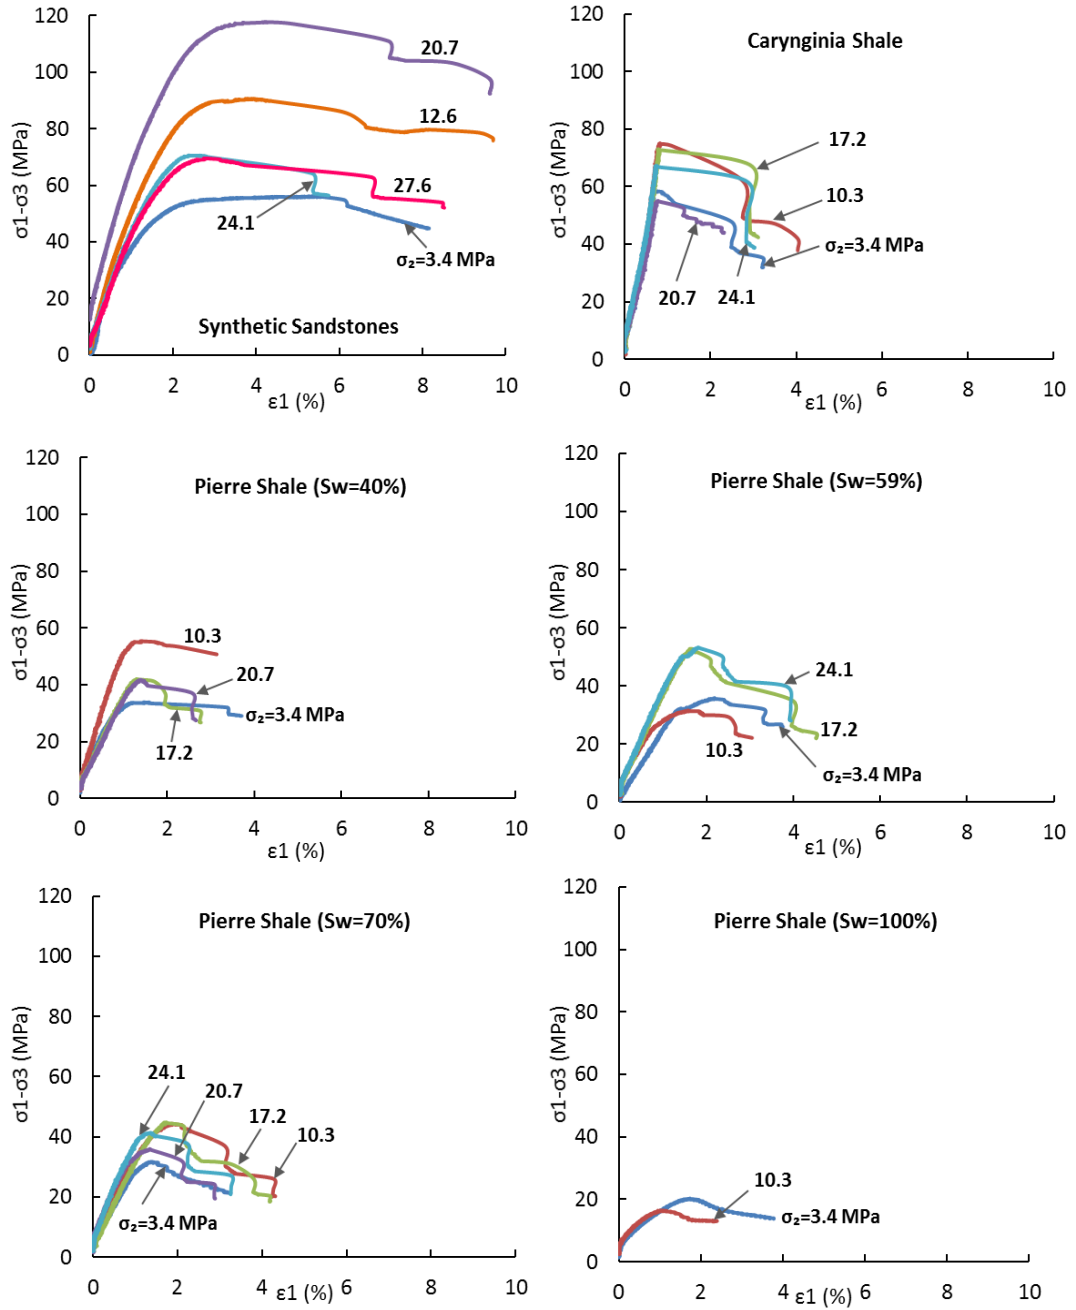 120
100
80
60
40
20
0
σ1-σ3 (MPa)
20.7
12.6
27.6
24.1
σ₂=3.4 MPa
Synthetic Sandstones
0 2 4 6 8 10
ε1 (%)
120
100
80
60
40
20
0
σ1-σ3 (MPa)
Carynginia Shale
17.2
10.3
σ₂=3.4 MPa
20.7
24.1
0 2 4 6 8 10
ε1 (%)
120
100
80
60
40
20
0
σ1-σ3 (MPa)
Pierre Shale (Sw=40%)
10.3
20.7
σ₂=3.4 MPa
17.2
0 2 4 6 8 10
ε1 (%)
120
100
80
60
40
20
0
σ1-σ3 (MPa)
Pierre Shale (Sw=59%)
24.1
17.2
10.3
σ₂=3.4 MPa
0 2 4 6 8 10
ε1 (%)
120
100
80
60
40
20
0
σ1-σ3 (MPa)
Pierre Shale (Sw=70%)
24.1
20.7
17.2
10.3
σ₂=3.4 MPa
0 2 4 6 8 10
ε1 (%)
120
100
80
60
40
20
0
σ1-σ3 (MPa)
Pierre Shale (Sw=100%)
10.3
σ₂=3.4 MPa
0 2 4 6 8 10
ε1 (%)